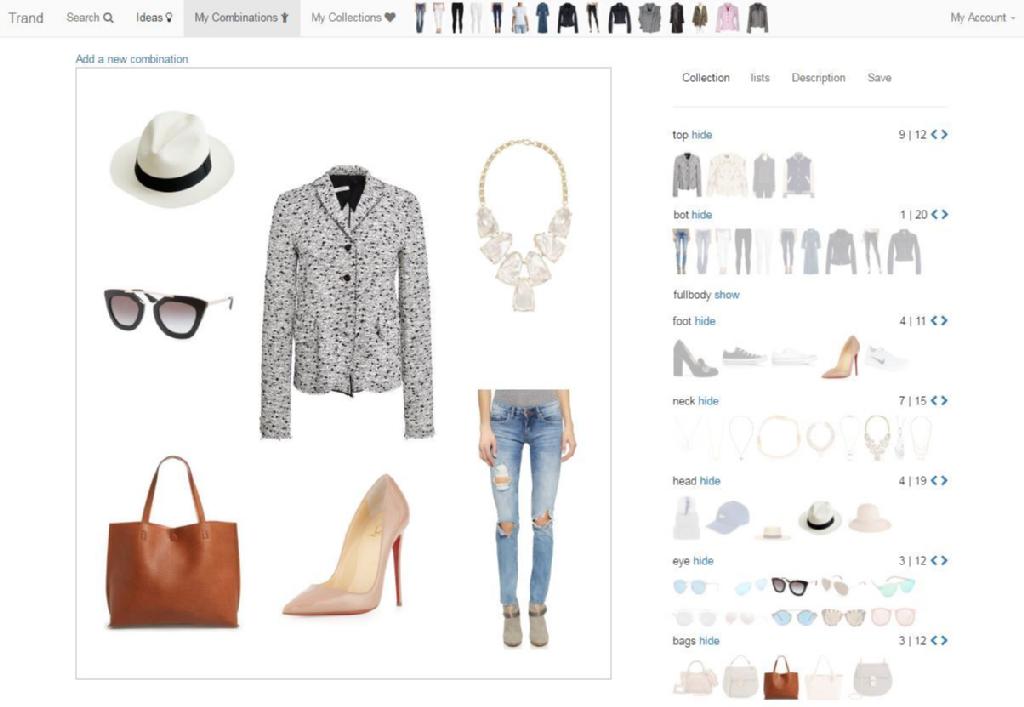 Trand Search Ideas My Combinations My Collections My Account
Add a new combination
Collection lists Description Save
top hide 9 | 12
bot hide 1 | 20
fullbody show
foot hide 4 | 11
neck hide 7 | 15
head hide 4 | 19
eye hide 3 | 12
bags hide 3 | 12